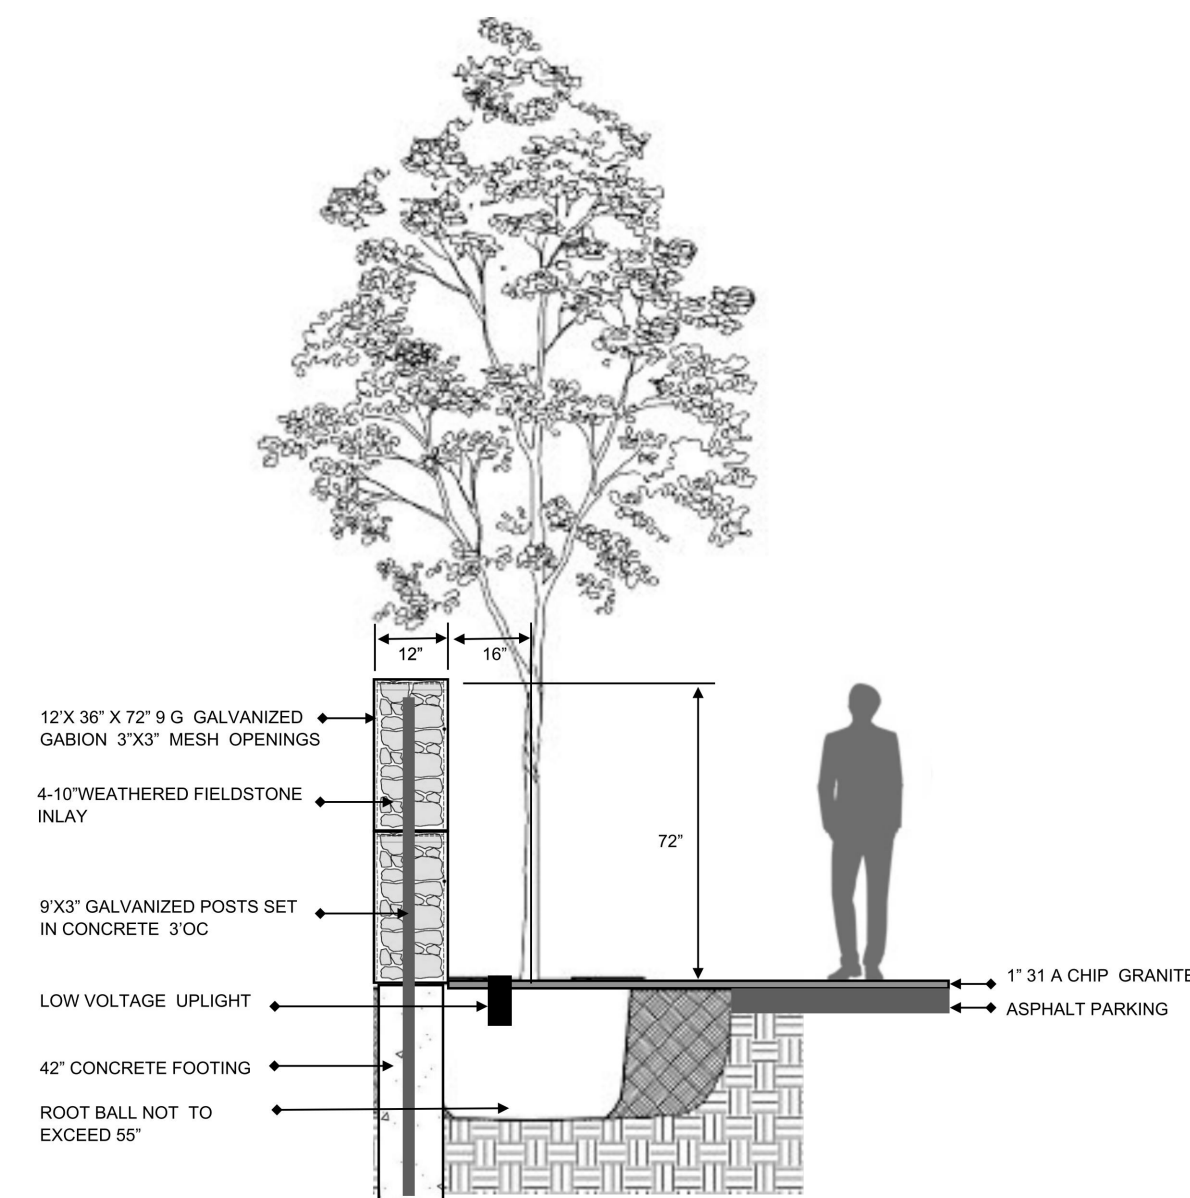 12”
16”
12’X 36” X 72” 9 G GALVANIZED
GABION 3”X3” MESH OPENINGS
4-10”WEATHERED FIELDSTONE
INLAY
72”
9’X3” GALVANIZED POSTS SET
IN CONCRETE 3’OC
1” 31 A CHIP GRANITE
LOW VOLTAGE UPLIGHT
ASPHALT PARKING
42” CONCRETE FOOTING
ROOT BALL NOT TO
EXCEED 55”